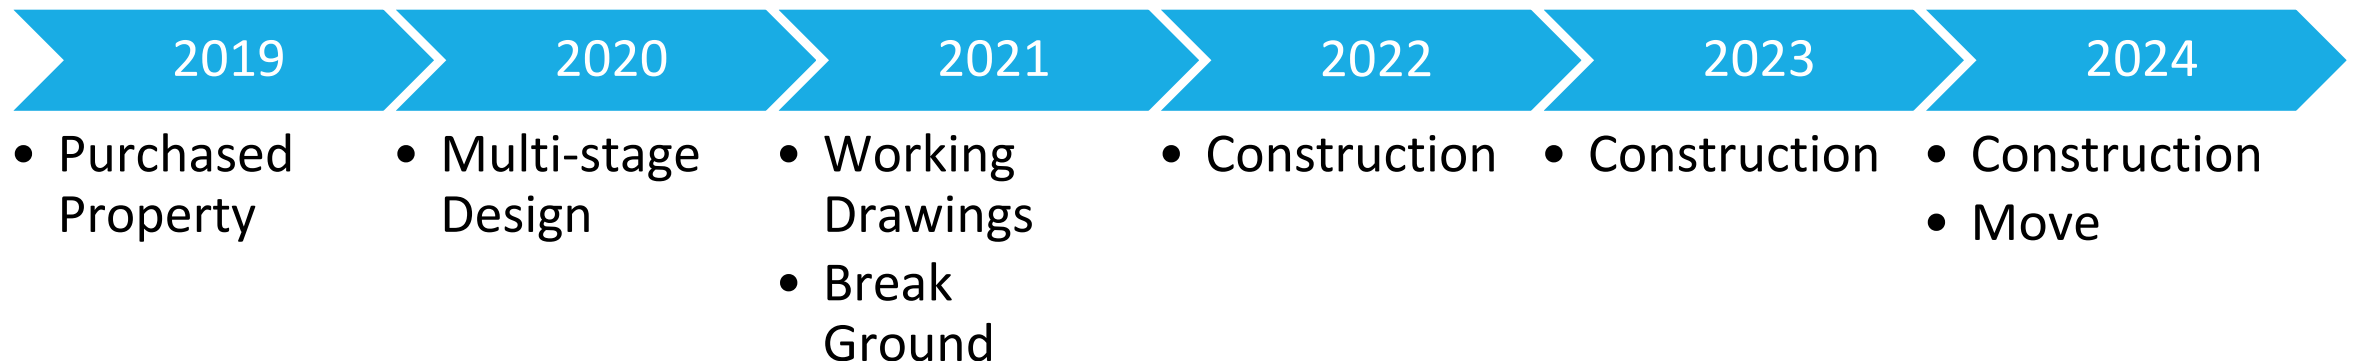 2019
2020
2021
2022
2023
2024
• Purchased
Property
• Multi-stage
Design
• Working
Drawings
• Break
Ground
• Construction
• Construction
• Construction
• Move